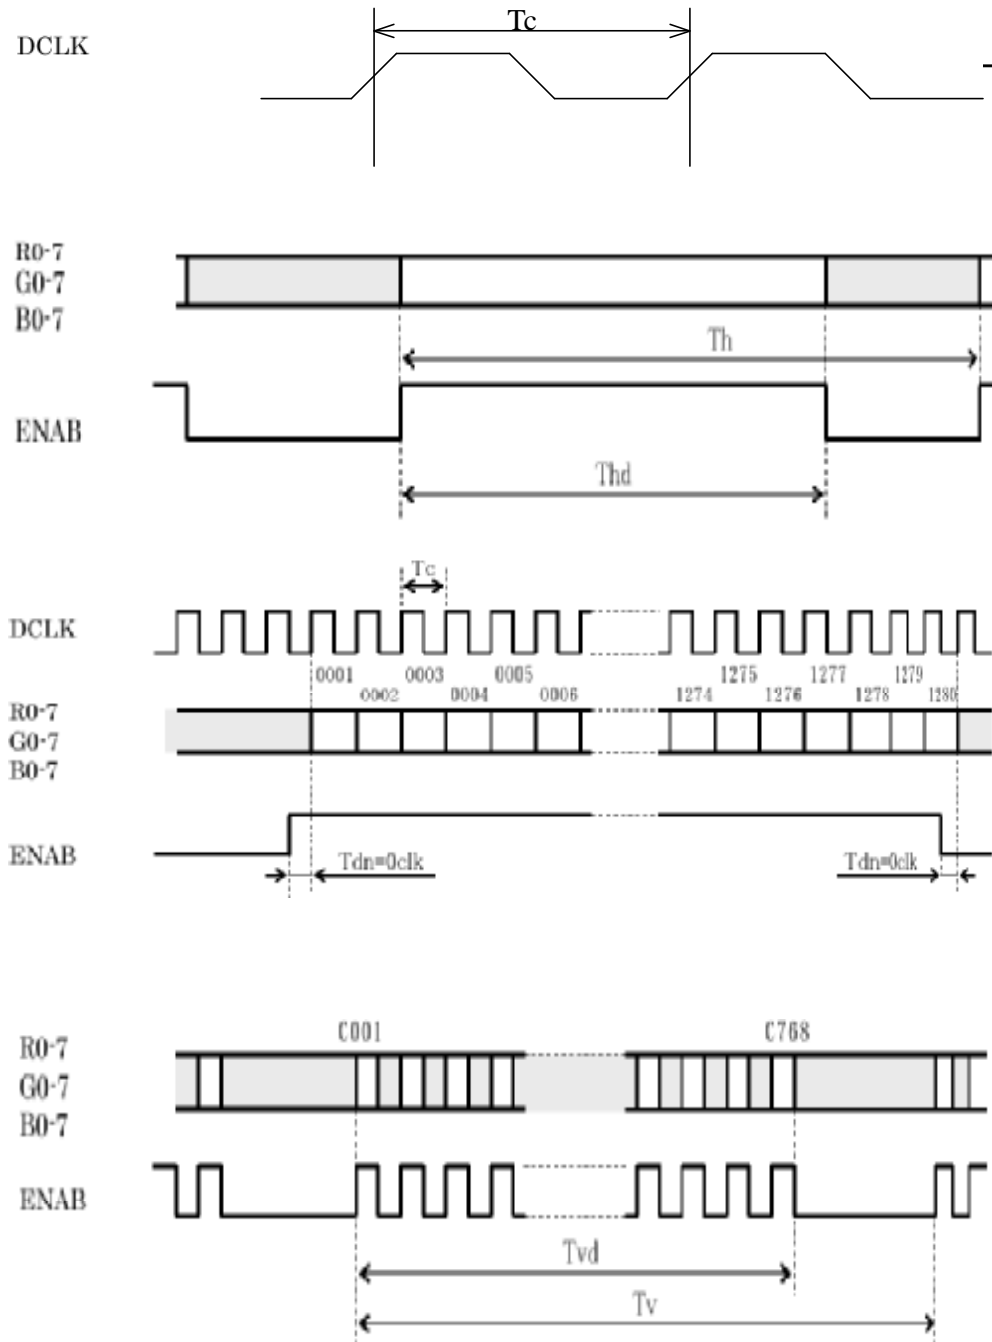 Tc
DCLK
R0-7
G0-7
B0-7
Th
ENAB
Thd
Tc
DCLK
0001 0003 0005 1275 1277 1279
0002 0004 0006 1274 1276 1278 1280
R0-7
G0-7
B0-7
ENAB
Tdn=0clk Tdn=0clk
C001 C768
R0-7
G0-7
B0-7
ENAB
Tvd
Tv